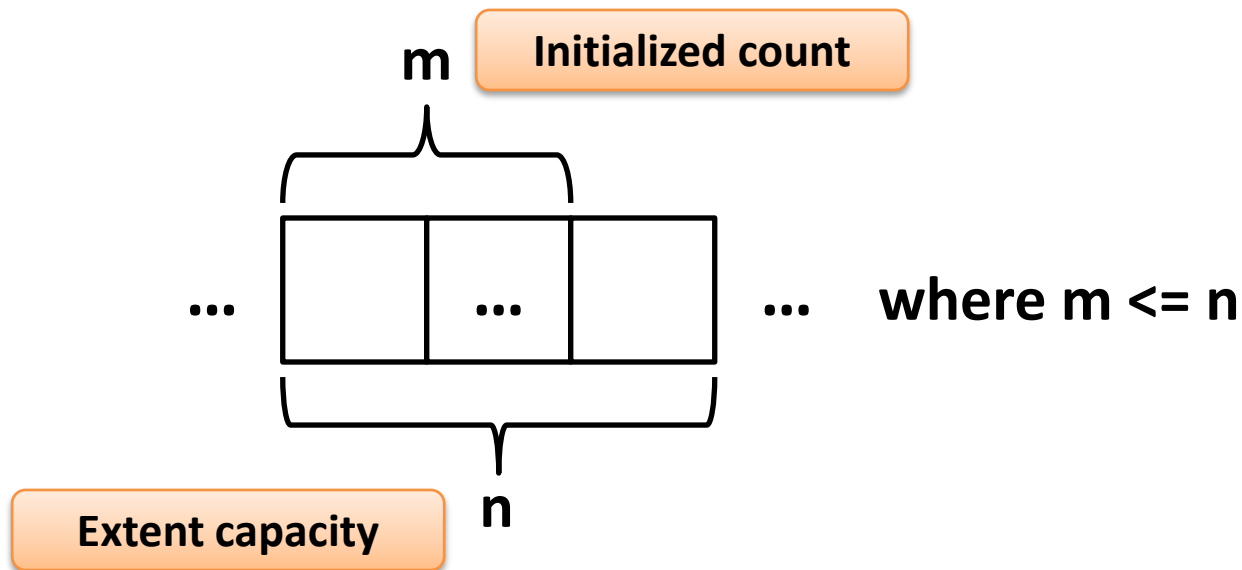 Initialized count
m
... ... ... where m <= n
n
Extent capacity